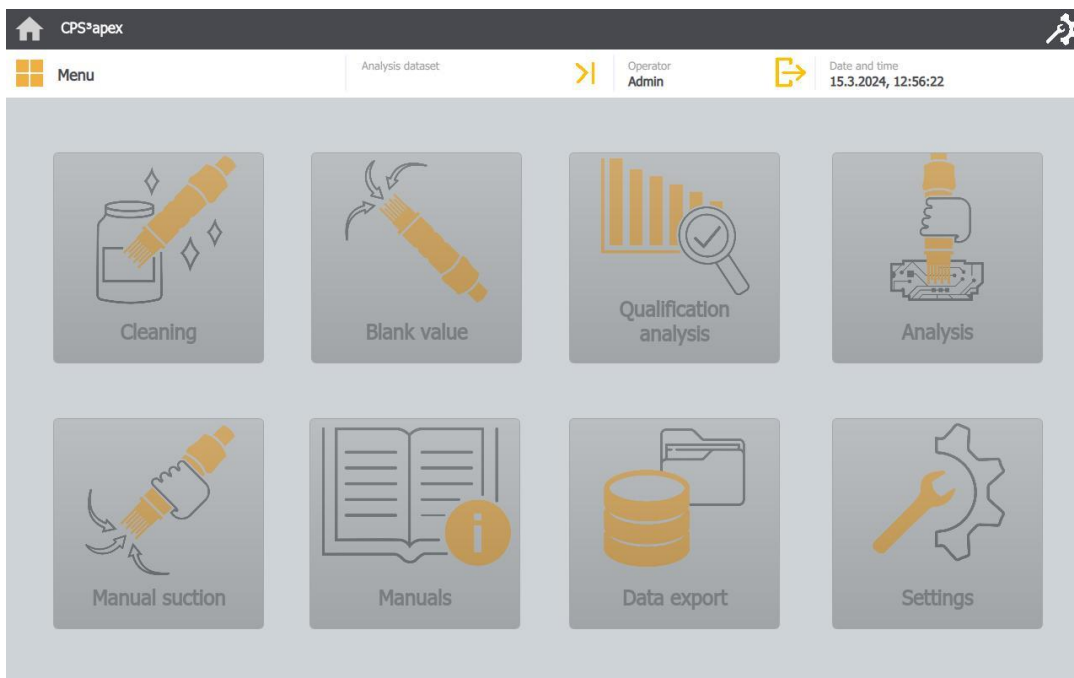 CPS³apex
Menu
Analysis dataset
Operator
Admin
Date and time
15.3.2024, 12:56:22
Cleaning
Blank value
Qualification
analysis
Analysis
Manual suction
Manuals
Data export
Settings